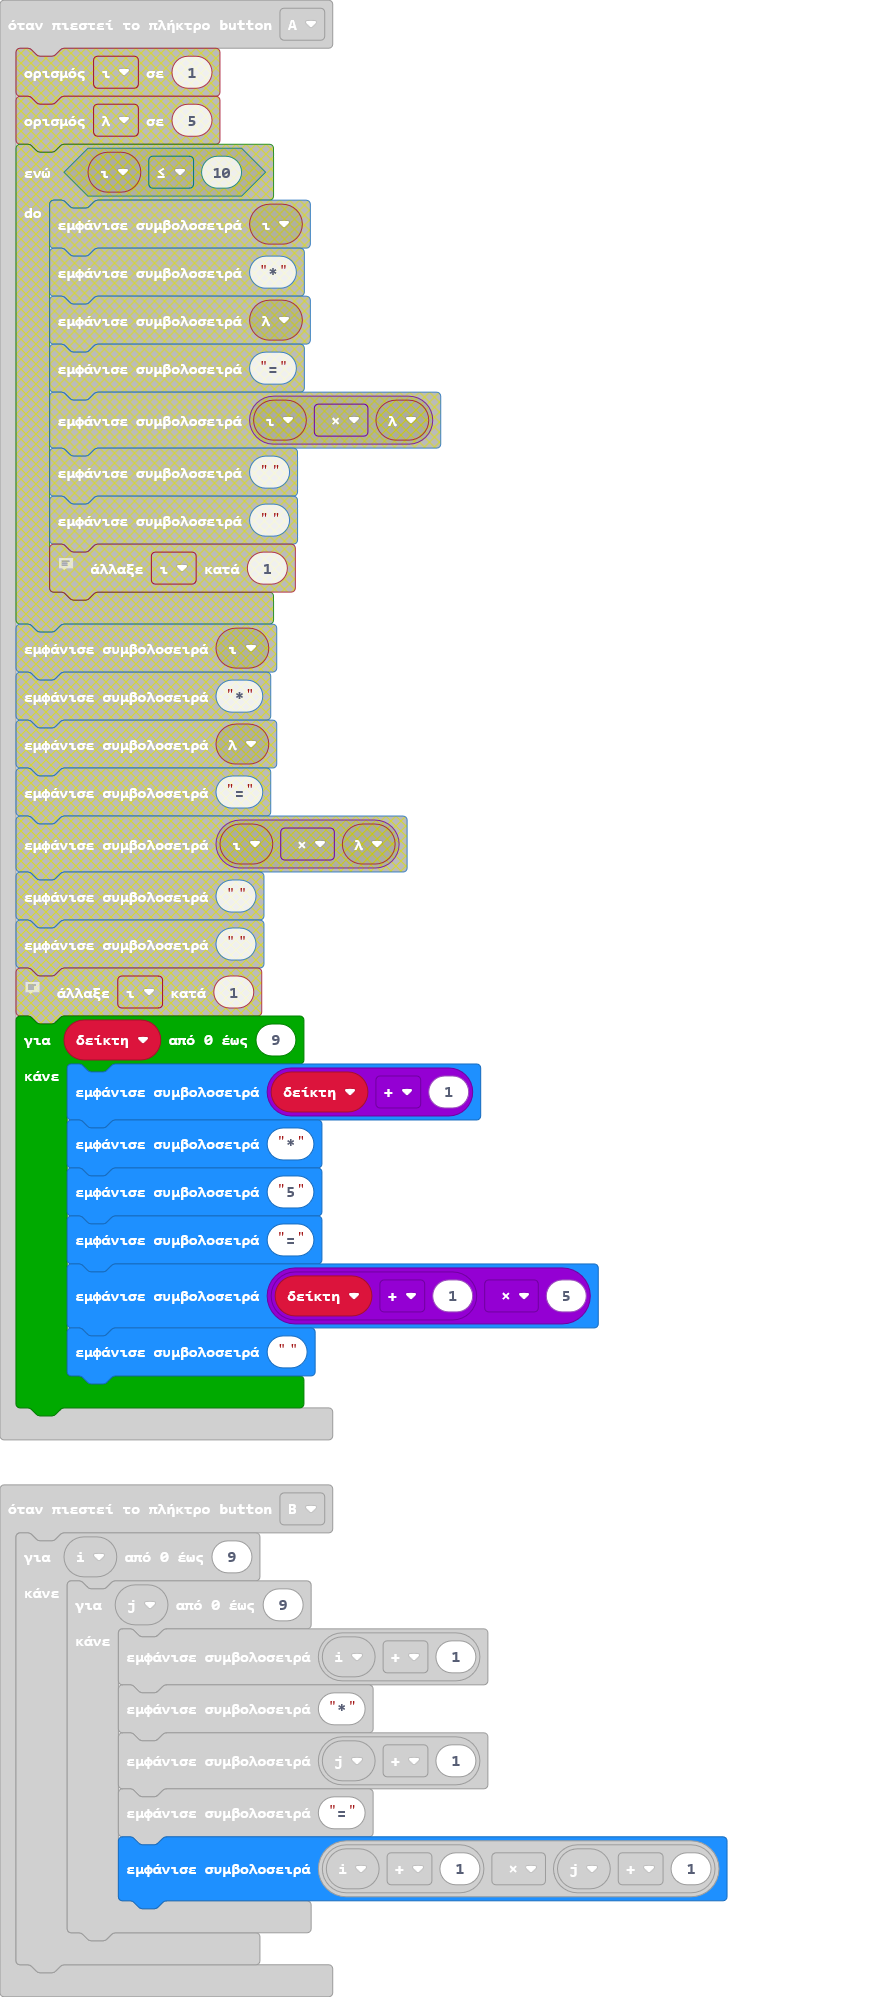 όταν πιεστεί το πλήκτρο button A
ορισμός ι σε 1
ορισμός λ σε 5
ενώ ι ≤ 10
do
εμφάνισε συμβολοσειρά ι
εμφάνισε συμβολοσειρά "*"
εμφάνισε συμβολοσειρά λ
εμφάνισε συμβολοσειρά "="
εμφάνισε συμβολοσειρά ι × λ
εμφάνισε συμβολοσειρά " "
εμφάνισε συμβολοσειρά " "
άλλαξε ι κατά 1
εμφάνισε συμβολοσειρά ι
εμφάνισε συμβολοσειρά "*"
εμφάνισε συμβολοσειρά λ
εμφάνισε συμβολοσειρά "="
εμφάνισε συμβολοσειρά ι × λ
εμφάνισε συμβολοσειρά " "
εμφάνισε συμβολοσειρά " "
άλλαξε ι κατά 1
για δείκτη από 0 έως 9
κάνε
εμφάνισε συμβολοσειρά δείκτη + 1
εμφάνισε συμβολοσειρά "*"
εμφάνισε συμβολοσειρά "5"
εμφάνισε συμβολοσειρά "="
εμφάνισε συμβολοσειρά δείκτη + 1 × 5
εμφάνισε συμβολοσειρά " "
όταν πιεστεί το πλήκτρο button B
για i από 0 έως 9
κάνε
για j από 0 έως 9
κάνε
εμφάνισε συμβολοσειρά i + 1
εμφάνισε συμβολοσειρά "*"
εμφάνισε συμβολοσειρά j + 1
εμφάνισε συμβολοσειρά "="
εμφάνισε συμβολοσειρά i + 1 × j + 1